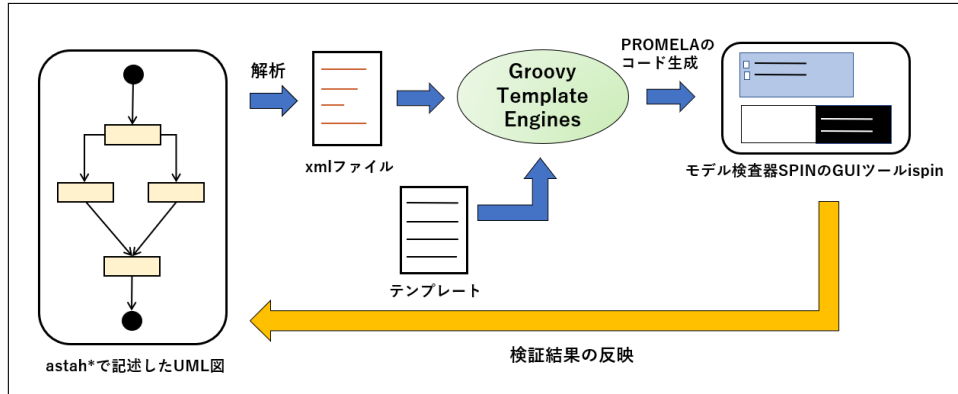 解析
xmlファイル
Groovy
Template
Engines
PROMELAの
コード生成
モデル検査器SPINのGUIツールispin
テンプレート
検証結果の反映
astah*で記述したUML図